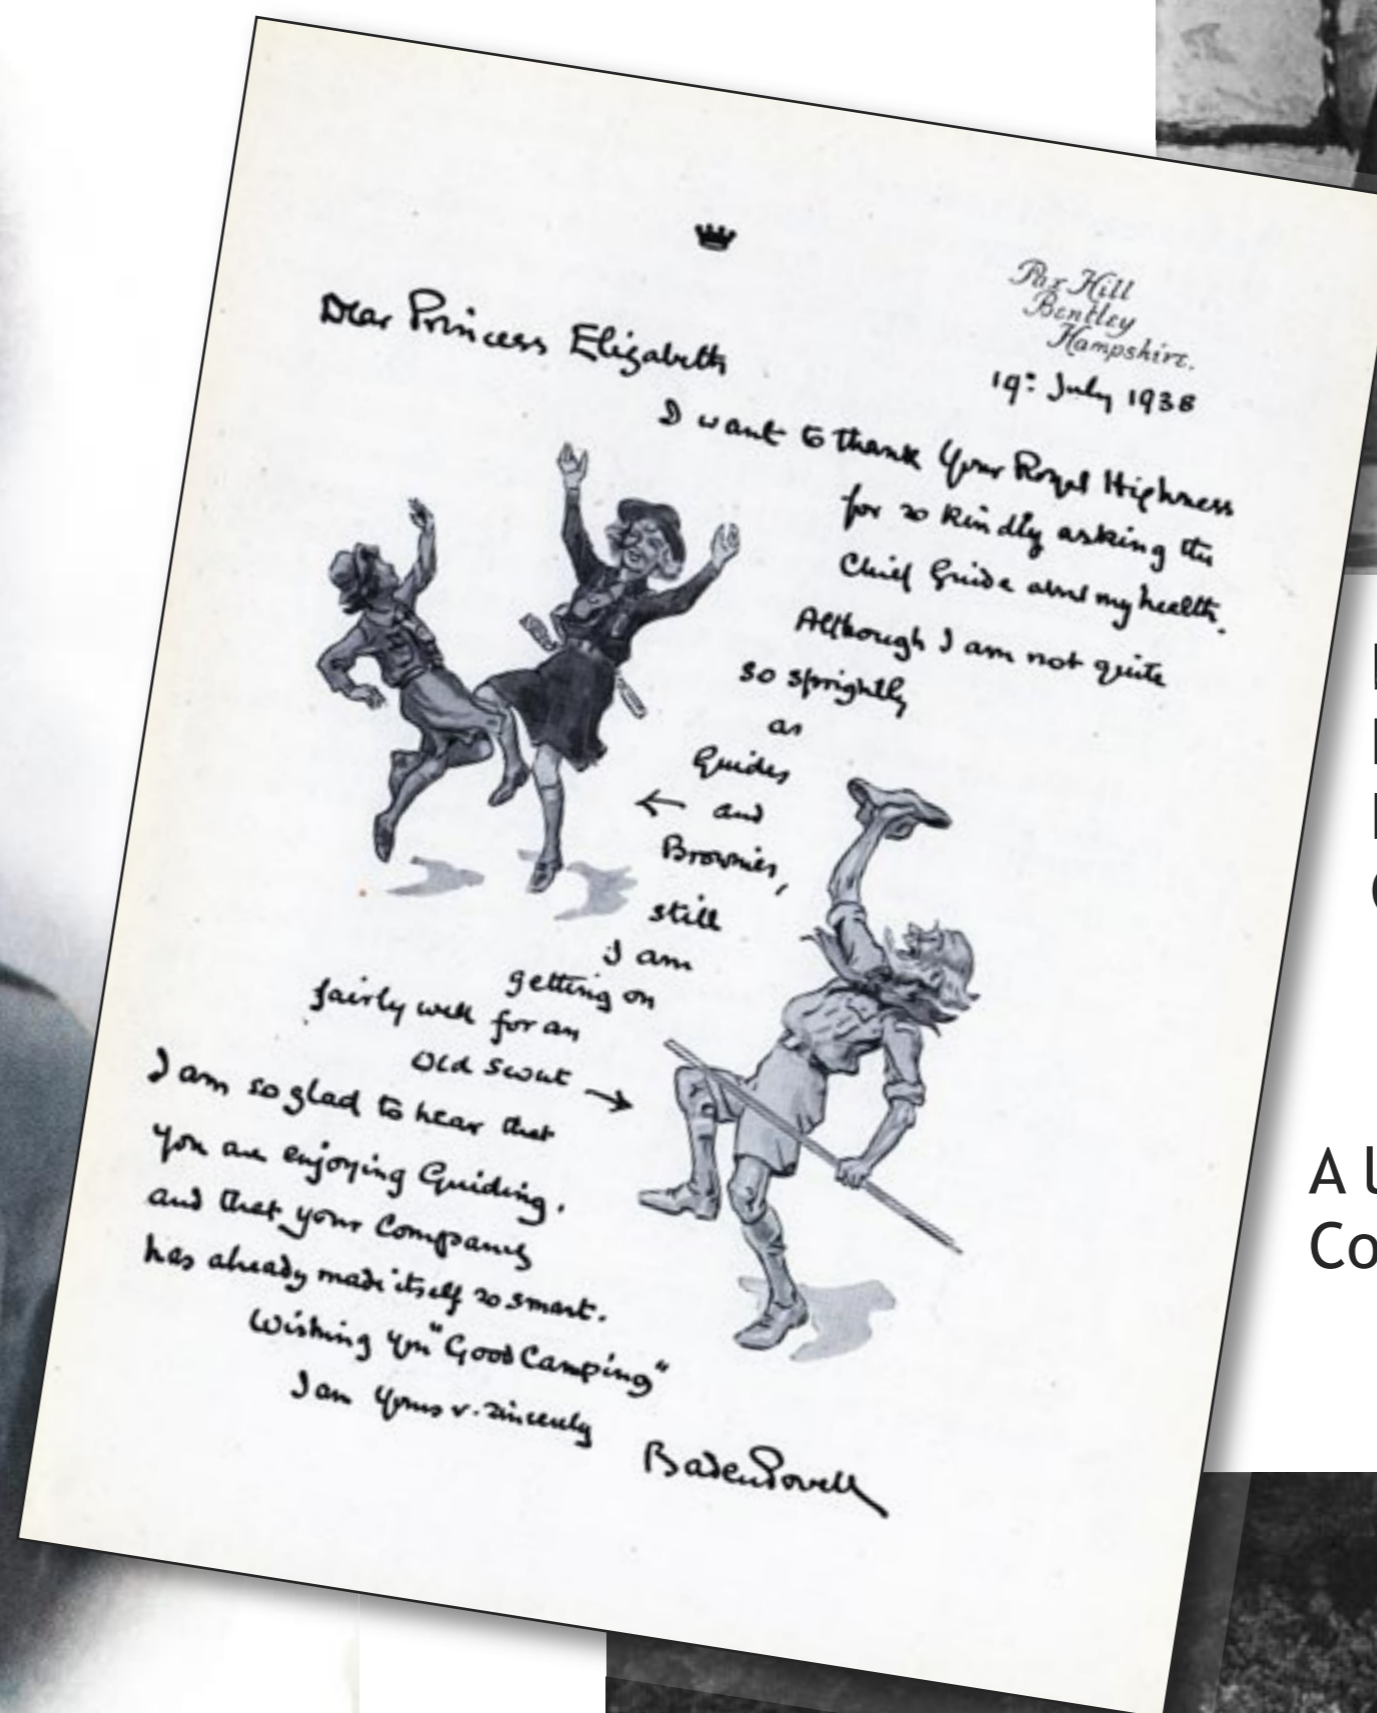 Pax Hill
Bentley
Hampshire.
19: July 1938
Dear Princess Elizabeth
I want to thank Your Royal Highness
for so kindly asking the
Chief Guide about my health.
Although I am not quite
so sprightly
as
Guides
← and
Brownies,
still
I am
getting on
fairly well for an
Old Scout →
I am so glad to hear that
you are enjoying Guiding.
and that your Company
has already made itself so smart.
Wishing you "Good Camping"
I am Yours v. sincerely
Baden Powell
A
Co